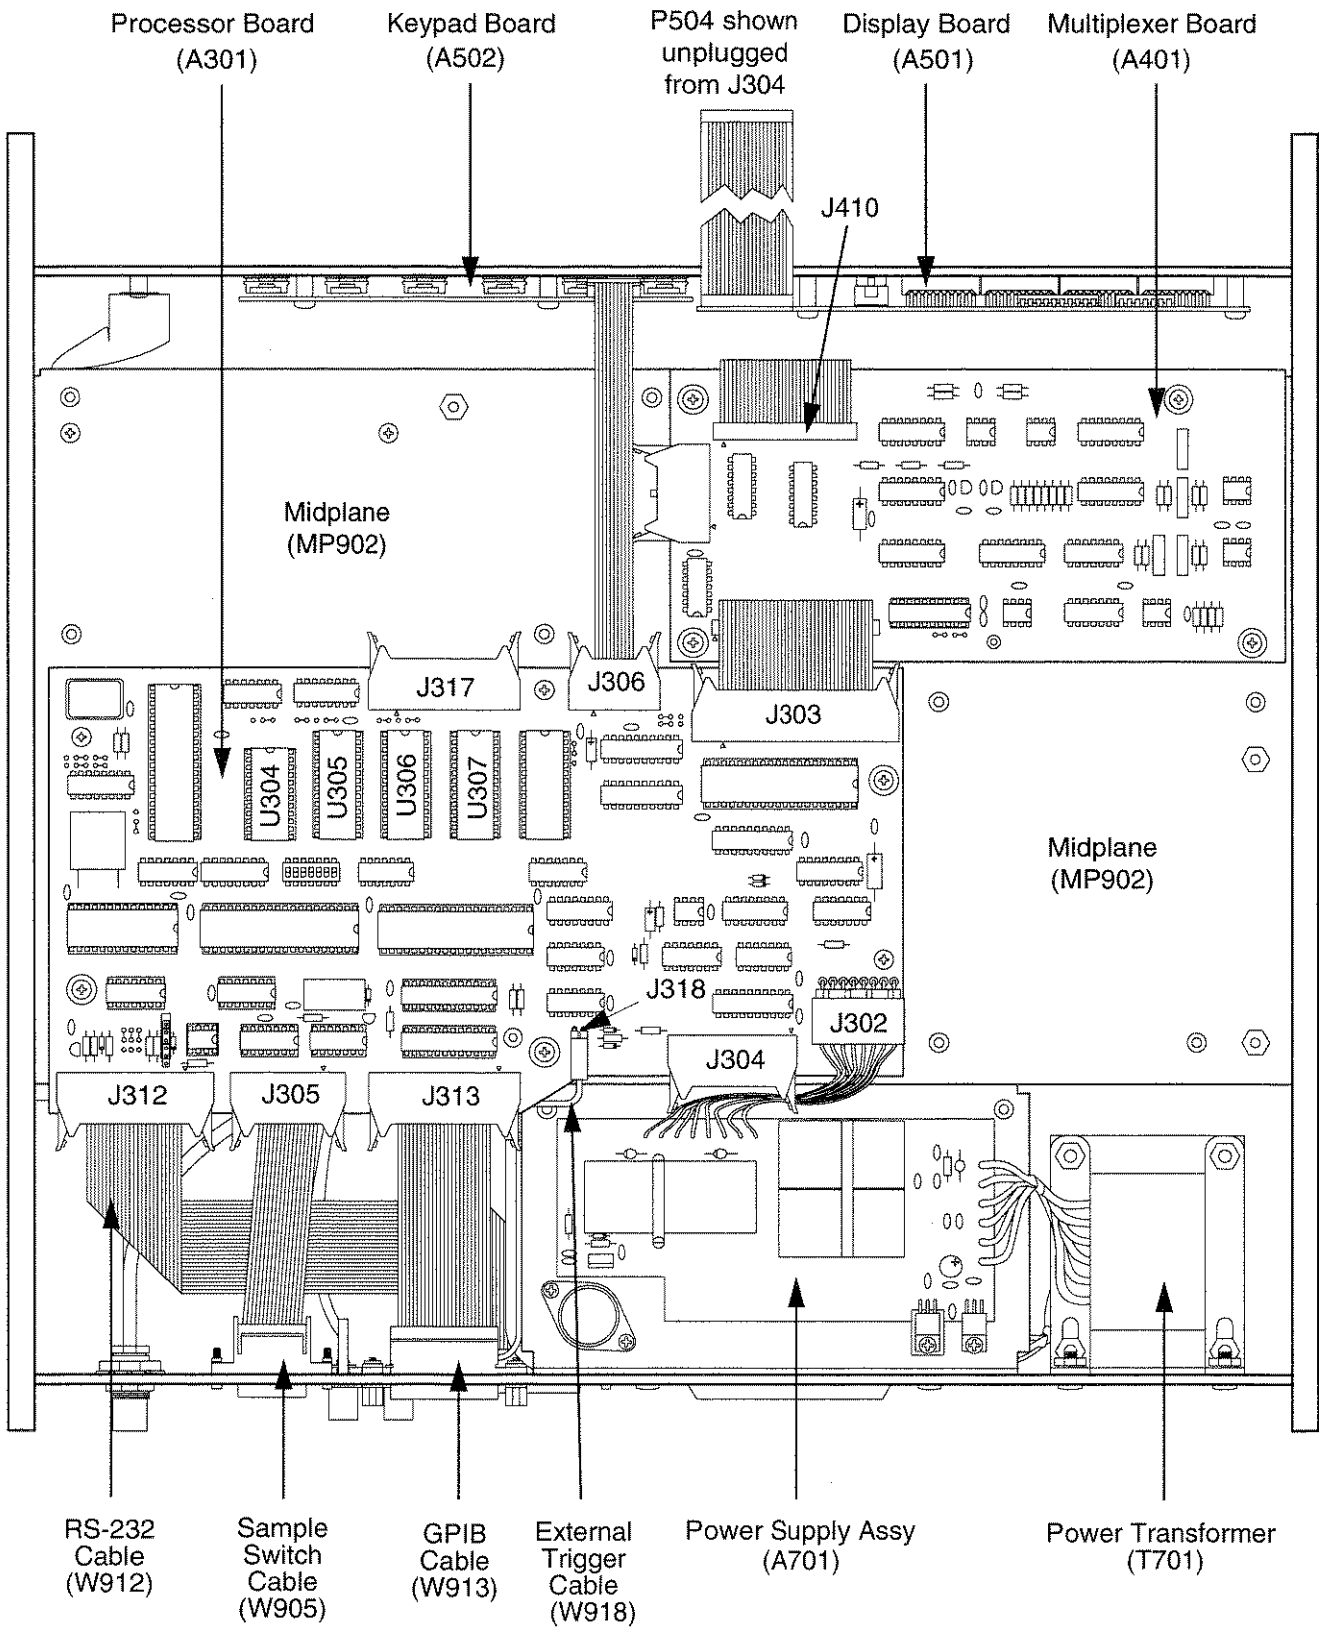 Processor Board
(A301)
Keypad Board
(A502)
P504 shown
unplugged
from J304
Display Board
(A501)
Multiplexer Board
(A401)
J410
Midplane
(MP902)
J317
J306
J303
U304
U305
U306
U307
Midplane
(MP902)
J318
J302
J304
J312
J305
J313
RS-232
Cable
(W912)
Sample
Switch
Cable
(W905)
GPIB
Cable
(W913)
External
Trigger
Cable
(W918)
Power Supply Assy
(A701)
Power Transformer
(T701)